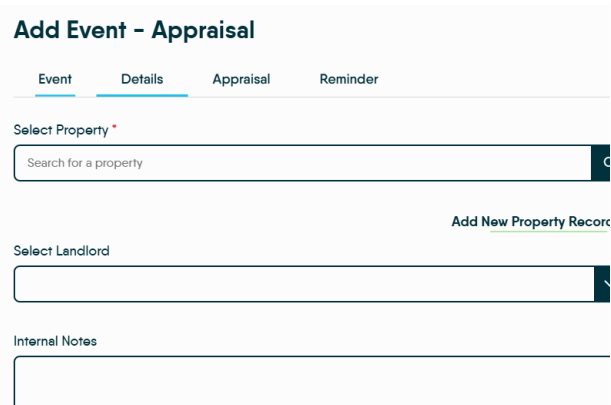 Add Event - Appraisal
Event Details Appraisal Reminder
Select Property *
Search for a property
Add New Property Recor
Select Landlord
Internal Notes